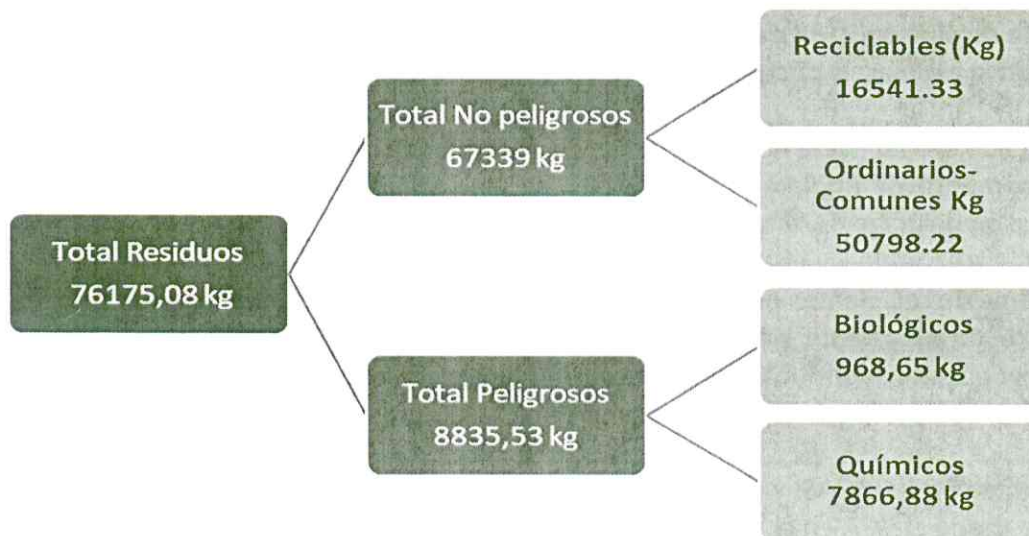 Total Residuos
76175,08 kg
Total No peligrosos
67339 kg
Reciclables (Kg)
16541.33
Ordinarios-
Comunes Kg
50798.22
Total Peligrosos
8835,53 kg
Biológicos
968,65 kg
Químicos
7866,88 kg